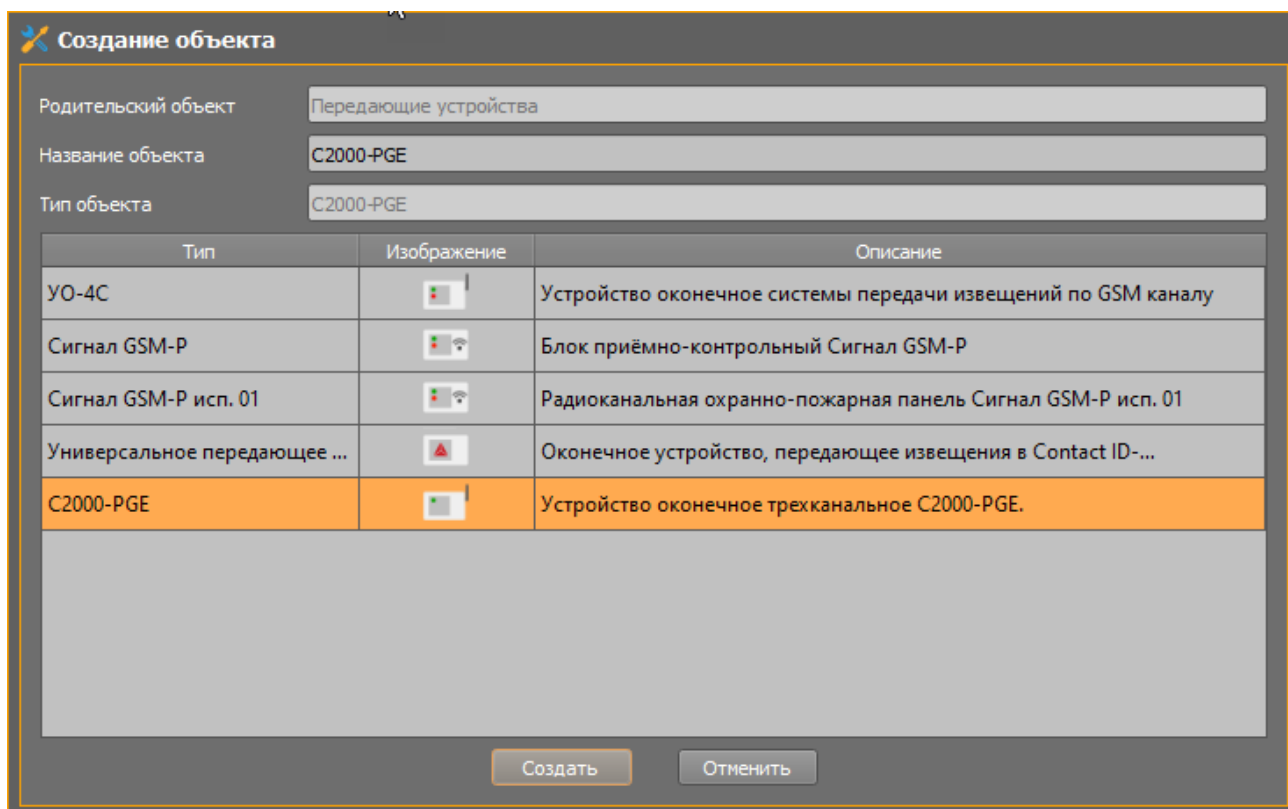 Создание объекта
Родительский объект Передающие устройства
Название объекта С2000-PGE
Тип объекта С2000-PGE
Тип Изображение Описание
УО-4С Устройство оконечное системы передачи извещений по GSM каналу
Сигнал GSM-P Блок приёмно-контрольный Сигнал GSM-P
Сигнал GSM-P исп. 01 Радиоканальная охранно-пожарная панель Сигнал GSM-P исп. 01
Универсальное передающее ... Оконечное устройство, передающее извещения в Contact ID-...
С2000-PGE Устройство оконечное трехканальное С2000-PGE.
Создать Отменить